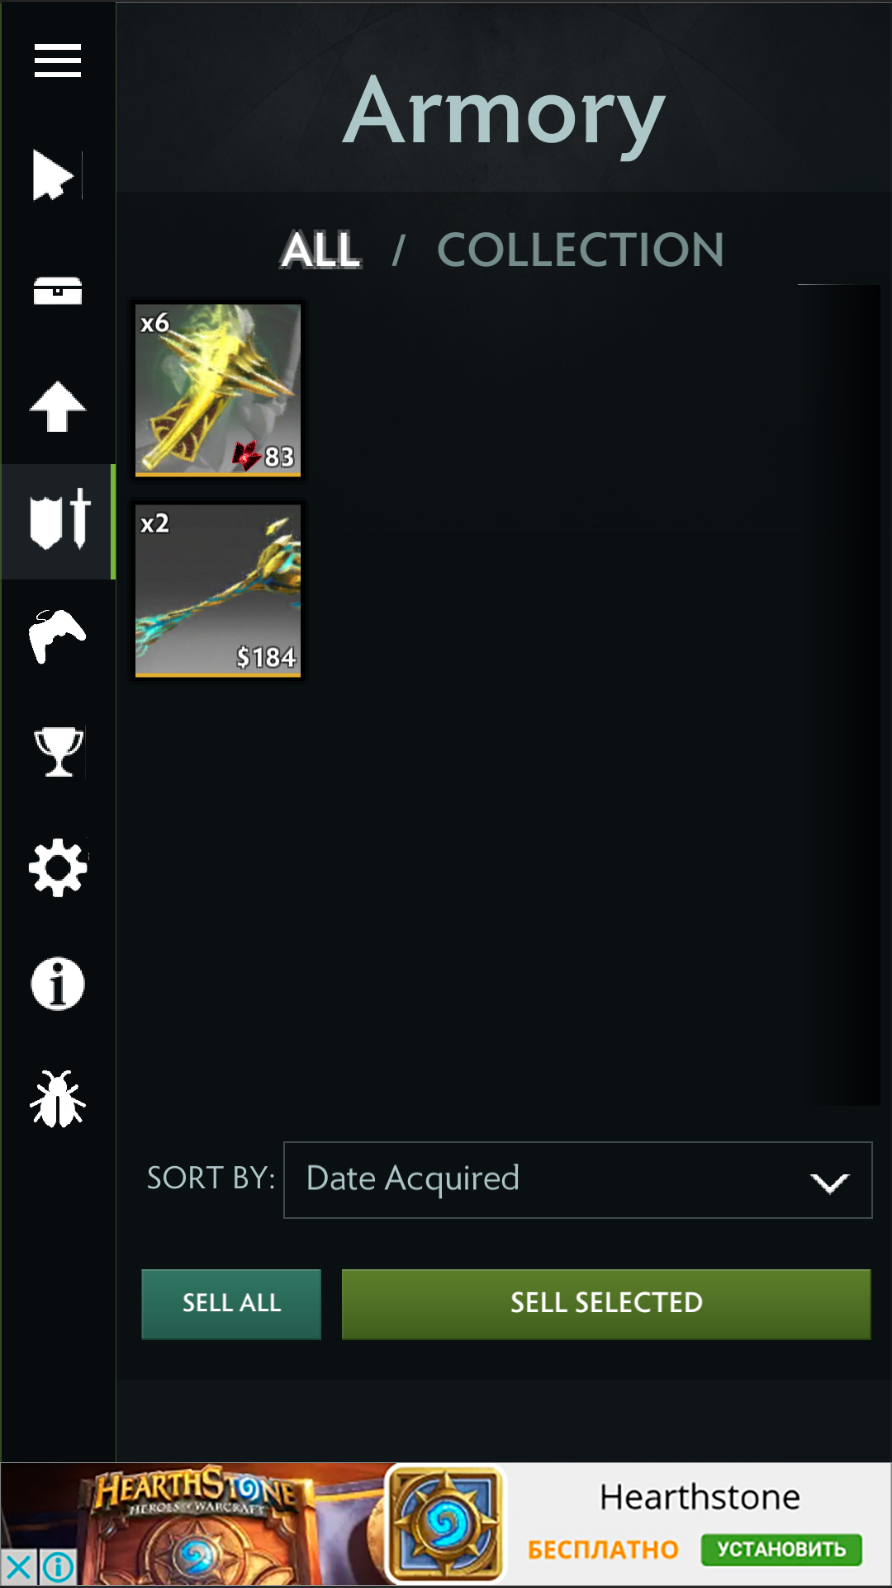 Armory
ALL / COLLECTION
x6
83
x2
$184
SORT BY: Date Acquired
SELL ALL
SELL SELECTED
HEARTHSTONE
HEROES OF WARCRAFT
Hearthstone
БЕСПЛАТНО
УСТАНОВИТЬ